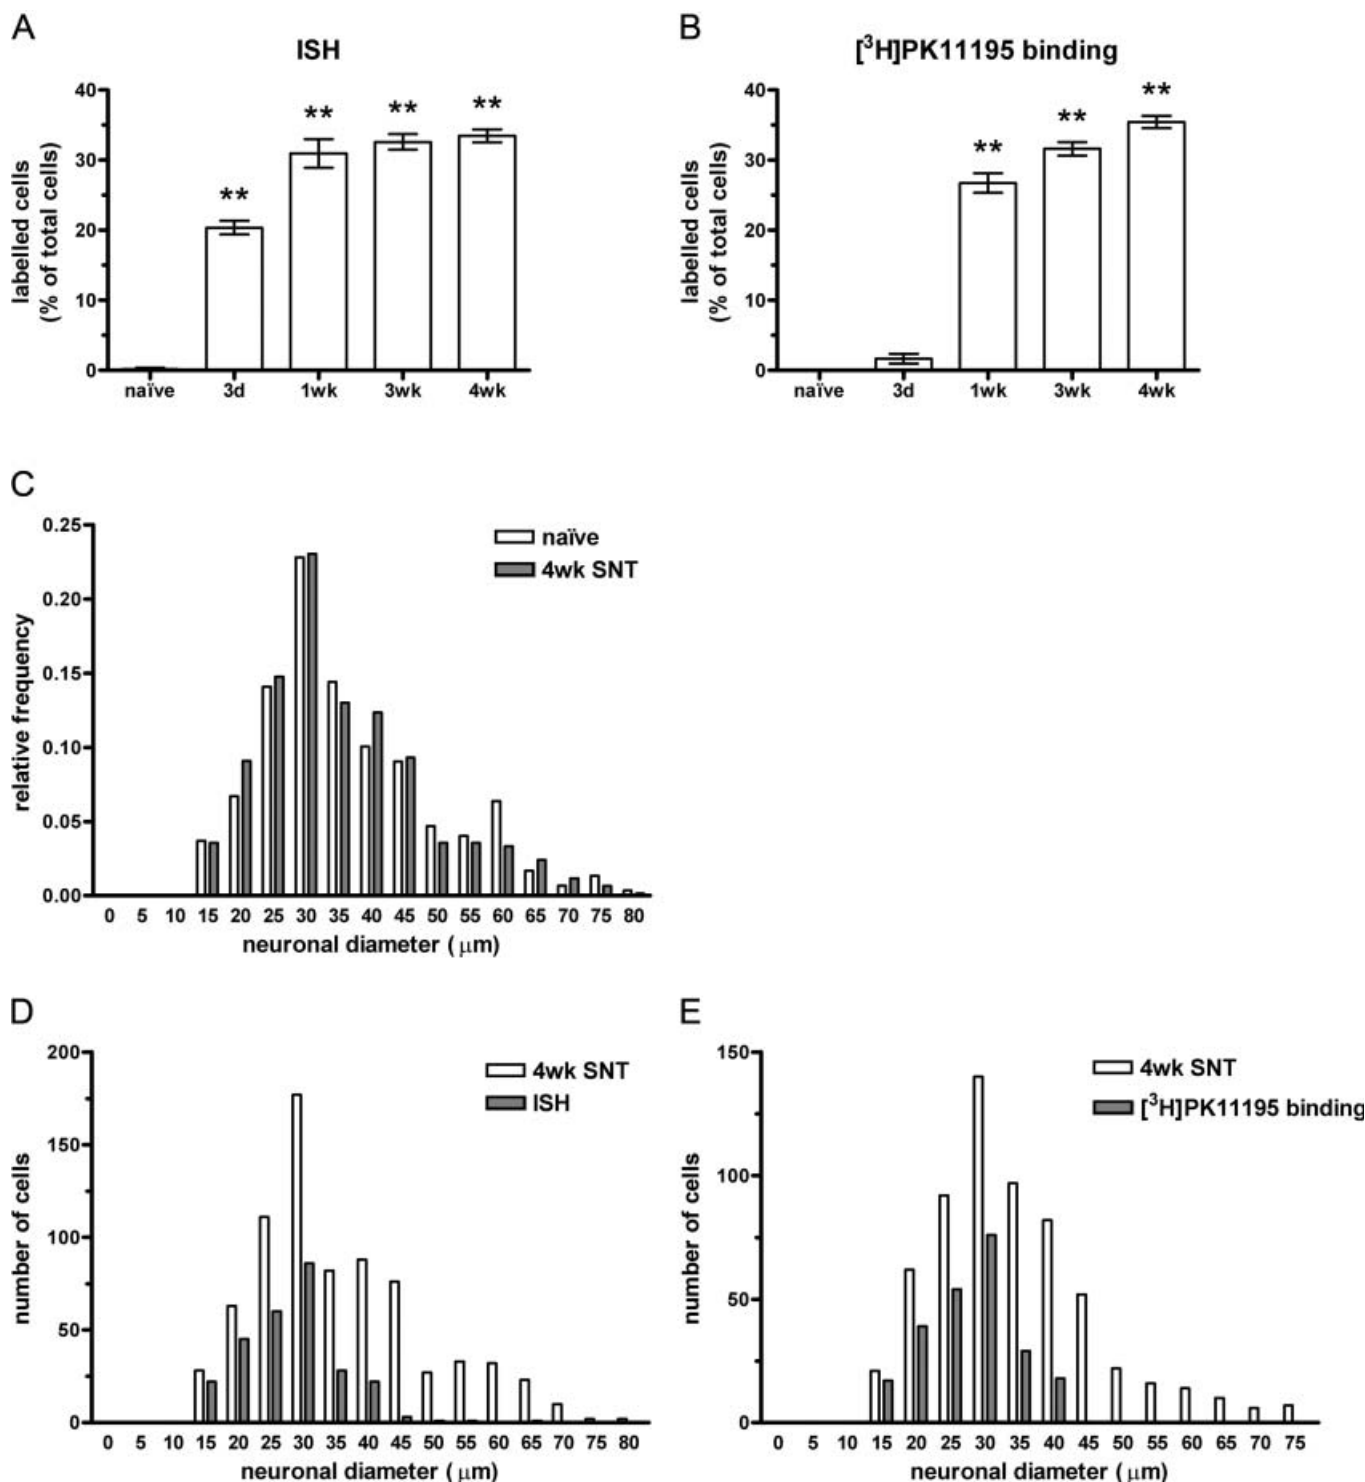 A
ISH
labelled cells
(% of total cells)
40
30
20
10
0
** ** ** **
naïve 3d 1wk 3wk 4wk
B
[³H]PK11195 binding
labelled cells
(% of total cells)
40
30
20
10
0
** ** **
naïve 3d 1wk 3wk 4wk
C
relative frequency
0.25
0.20
0.15
0.10
0.05
0.00
naïve
4wk SNT
0 5 10 15 20 25 30 35 40 45 50 55 60 65 70 75 80
neuronal diameter (μm)
D
number of cells
200
150
100
50
0
4wk SNT
ISH
0 5 10 15 20 25 30 35 40 45 50 55 60 65 70 75 80
neuronal diameter (μm)
E
number of cells
150
100
50
0
4wk SNT
[³H]PK11195 binding
0 5 10 15 20 25 30 35 40 45 50 55 60 65 70 75
neuronal diameter (μm)